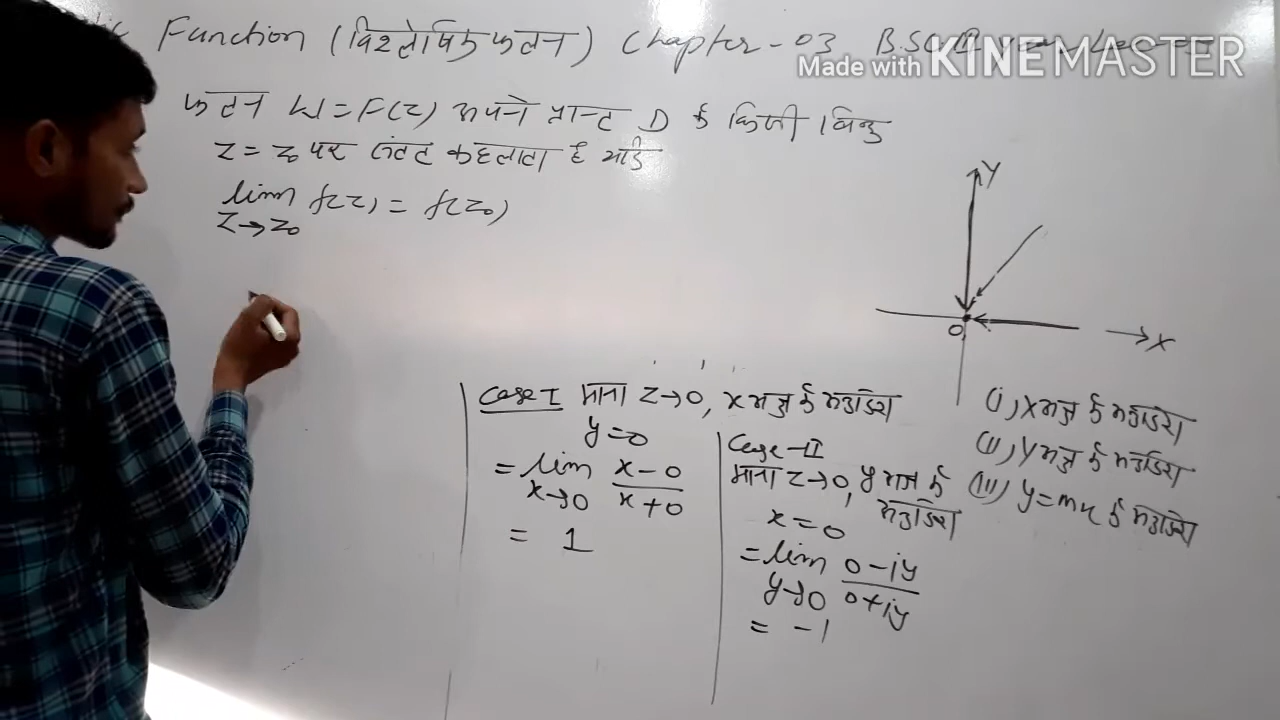 Function (विश्लेषिक फलन) Chapter-03 B.SC
Made with KINEMASTER
फलन W=F(z) अपने प्रान्त D के किसी बिन्दु
z = z₀ पर संतत कहलाता है यदि
lim f(z) = f(z₀)
z→z₀
Y
O
X
Case I माना z→0, x अक्ष के अनुदिश
y=0
= lim x-0 / x+0
x→0
= 1
Case-II
माना z→0, y अक्ष के
अनुदिश
x = 0
= lim 0-iy / 0+iy
y→0
= -1
(i) X अक्ष के अनुदिश
(ii) Y अक्ष के अनुदिश
(iii) y=mx के अनुदिश